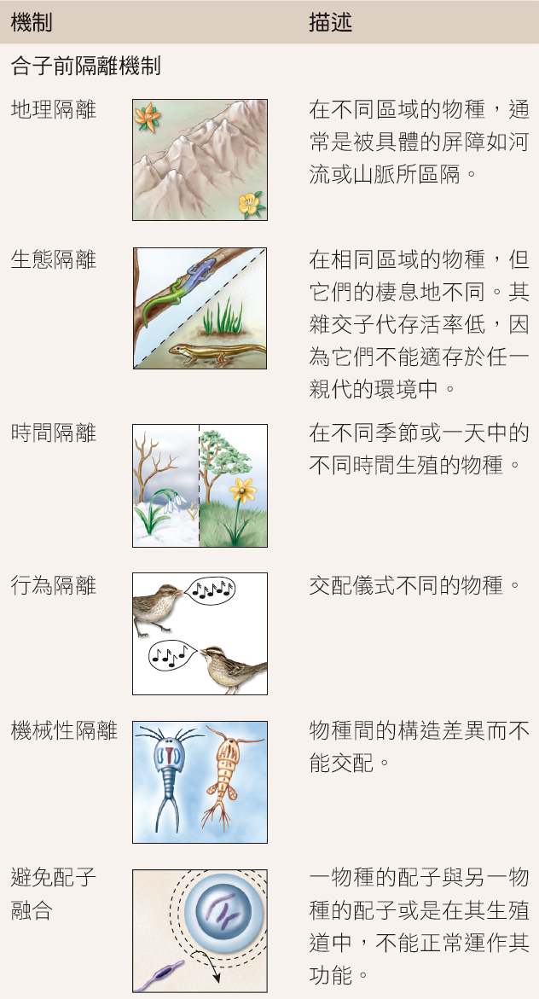 機制
描述
合子前隔離機制
地理隔離
在不同區域的物種，通
常是被具體的屏障如河
流或山脈所區隔。
生態隔離
在相同區域的物種，但
它們的棲息地不同。其
雜交子代存活率低，因
為它們不能適存於任一
親代的環境中。
時間隔離
在不同季節或一天中的
不同時間生殖的物種。
行為隔離
交配儀式不同的物種。
機械性隔離
物種間的構造差異而不
能交配。
避免配子
融合
一物種的配子與另一物
種的配子或是在其生殖
道中，不能正常運作其
功能。